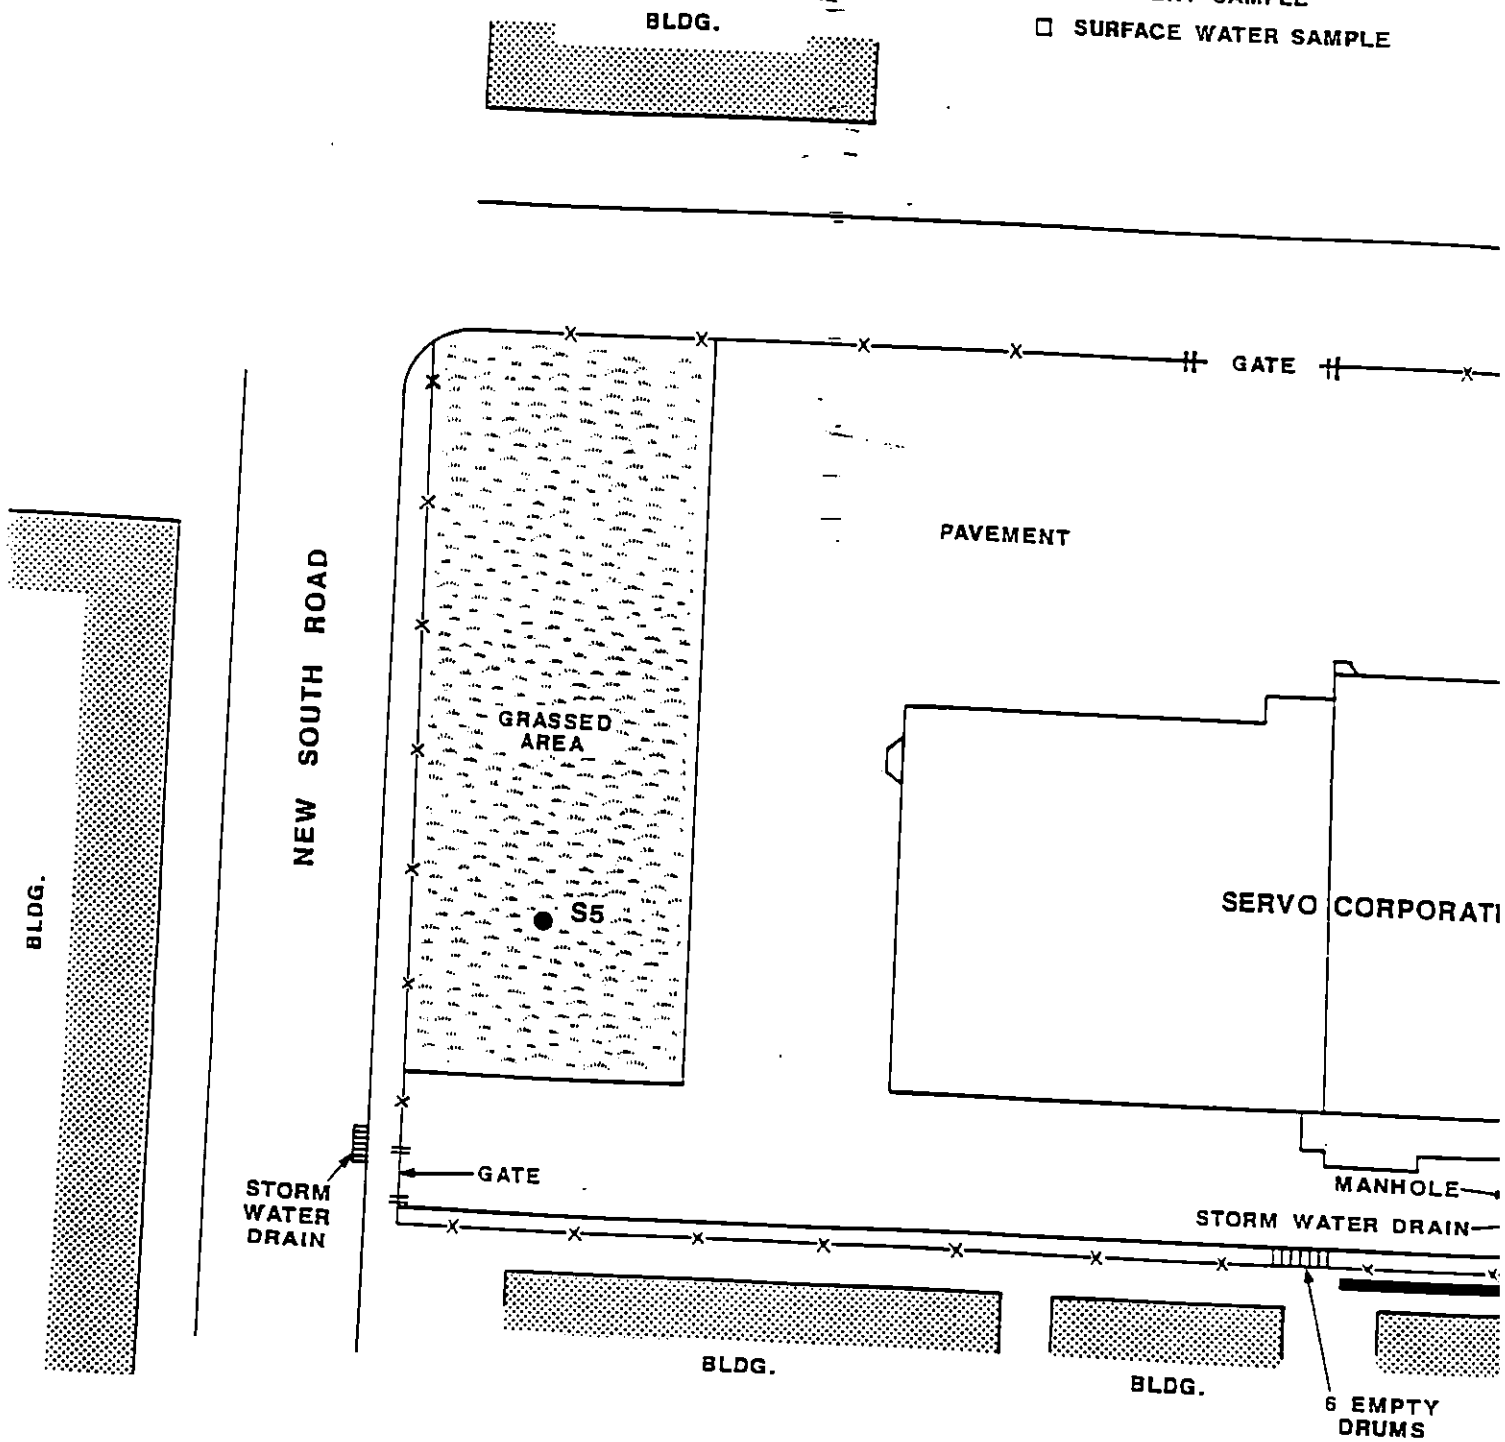 SAMPLE
□ SURFACE WATER SAMPLE
BLDG.
GATE
PAVEMENT
NEW SOUTH ROAD
GRASSED
AREA
BLDG.
S5
SERVO CORPORATI
STORM
WATER
DRAIN
GATE
MANHOLE
STORM WATER DRAIN
BLDG.
BLDG.
6 EMPTY
DRUMS